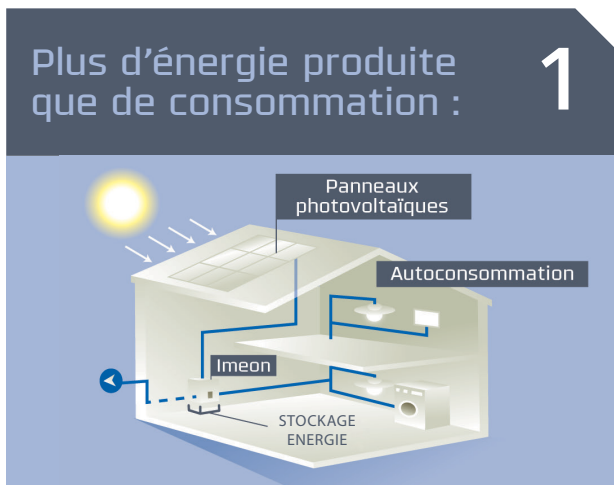 Plus d'énergie produite
que de consommation :
1
Panneaux
photovoltaïques
Autoconsommation
Imeon
STOCKAGE
ENERGIE